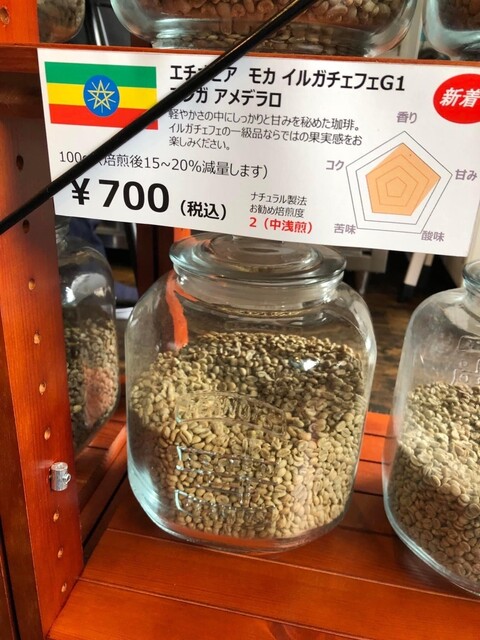 エチオピア モカ イルガチェフェG1
アメデラロ
新着
軽やかさの中にしっかりと甘みを秘めた珈琲。
イルガチェフェの一級品ならではの果実感をお
楽しみください。
100g(焙煎後15~20%減量します)
¥700 (税込)
ナチュラル製法
お勧め焙煎度
2(中浅煎)
香り
コク
甘み
苦味
酸味